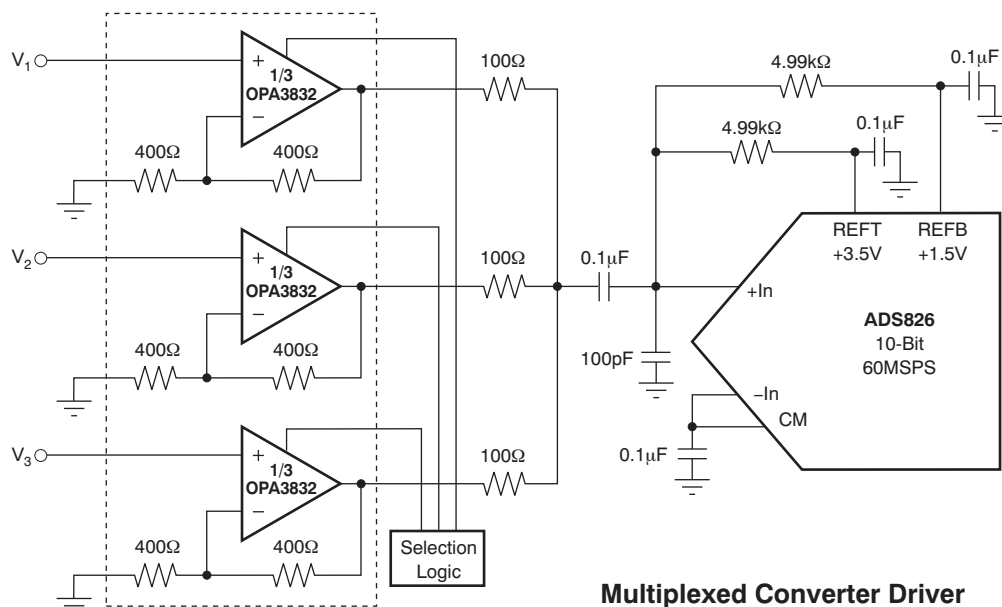 V1
+
1/3
OPA3832
−
400Ω
400Ω
100Ω
V2
+
1/3
OPA3832
−
400Ω
400Ω
100Ω
V3
+
1/3
OPA3832
−
400Ω
400Ω
100Ω
Selection
Logic
0.1µF
100pF
4.99kΩ
0.1µF
4.99kΩ
0.1µF
REFT
+3.5V
REFB
+1.5V
+In
ADS826
10-Bit
60MSPS
−In
CM
0.1µF
Multiplexed Converter Driver